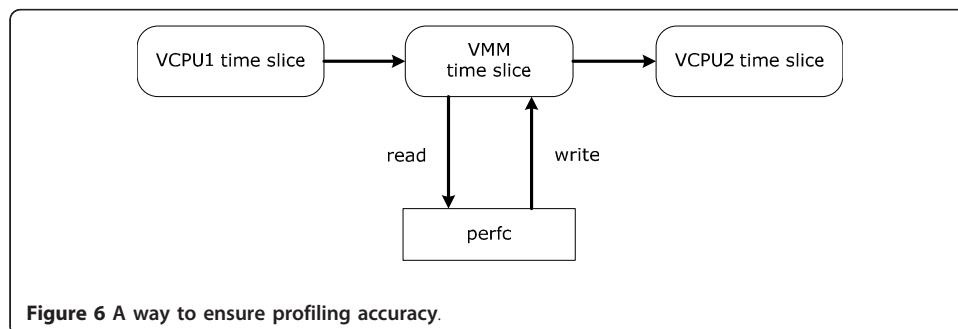 VCPU1 time slice
VMM
time slice
VCPU2 time slice
read
write
perfc
Figure 6 A way to ensure profiling accuracy.